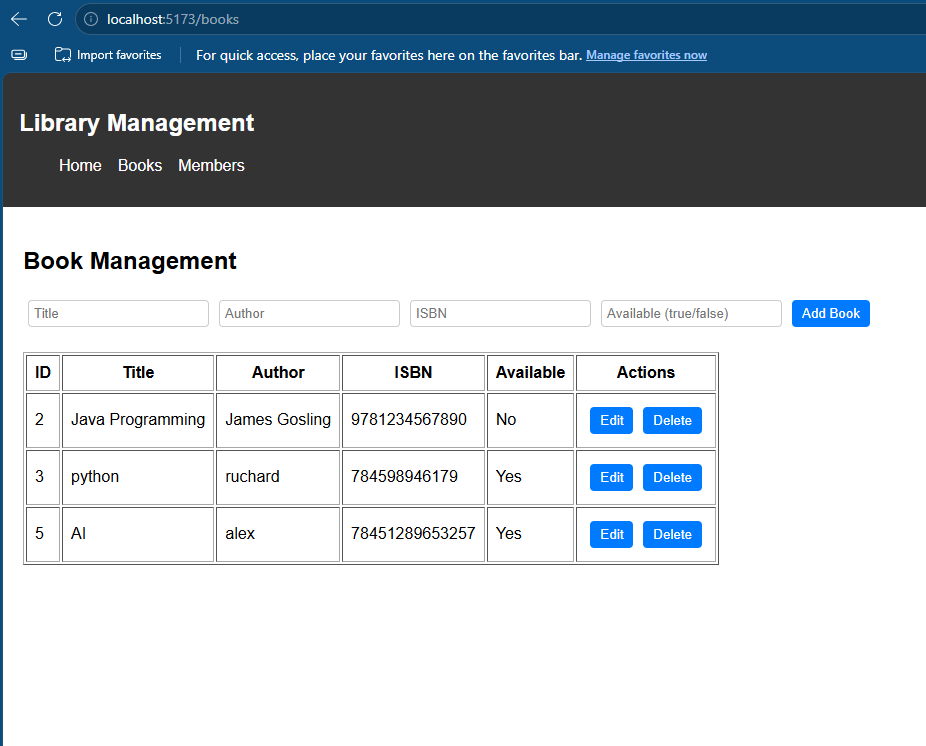 localhost:5173/books
Import favorites For quick access, place your favorites here on the favorites bar. Manage favorites now
Library Management
Home Books Members
Book Management
Title Author ISBN Available (true/false) Add Book
ID Title Author ISBN Available Actions
2 Java Programming James Gosling 9781234567890 No Edit Delete
3 python ruchard 784598946179 Yes Edit Delete
5 AI alex 78451289653257 Yes Edit Delete